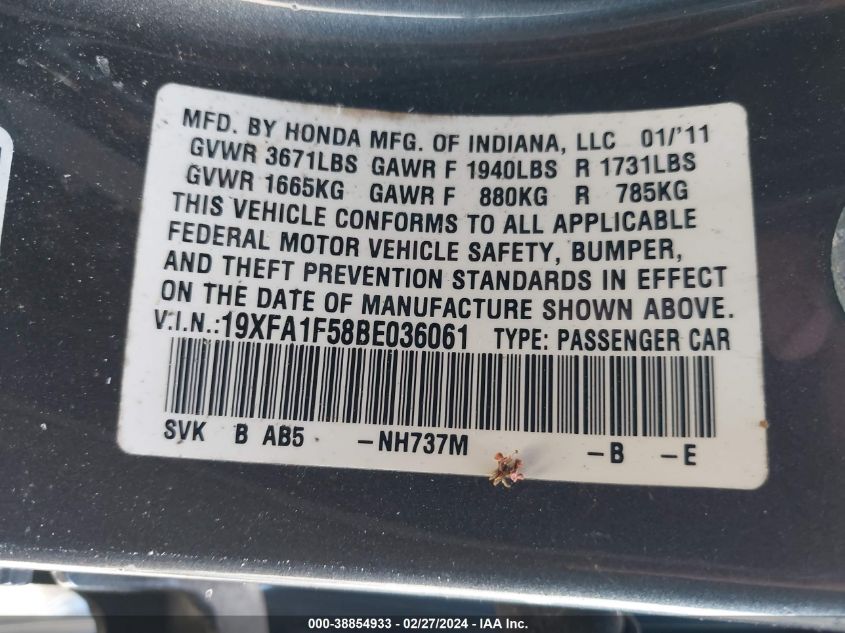 MFD. BY HONDA MFG. OF INDIANA, LLC 01/'11
GVWR 3671LBS GAWR F 1940LBS R 1731LBS
GVWR 1665KG GAWR F 880KG R 785KG
THIS VEHICLE CONFORMS TO ALL APPLICABLE
FEDERAL MOTOR VEHICLE SAFETY, BUMPER,
AND THEFT PREVENTION STANDARDS IN EFFECT
ON THE DATE OF MANUFACTURE SHOWN ABOVE.
V.I.N.:19XFA1F58BE036061 TYPE: PASSENGER CAR
SVK B AB5 -NH737M -B -E
000-38854933 / 02/27/2024 / IAA Inc.